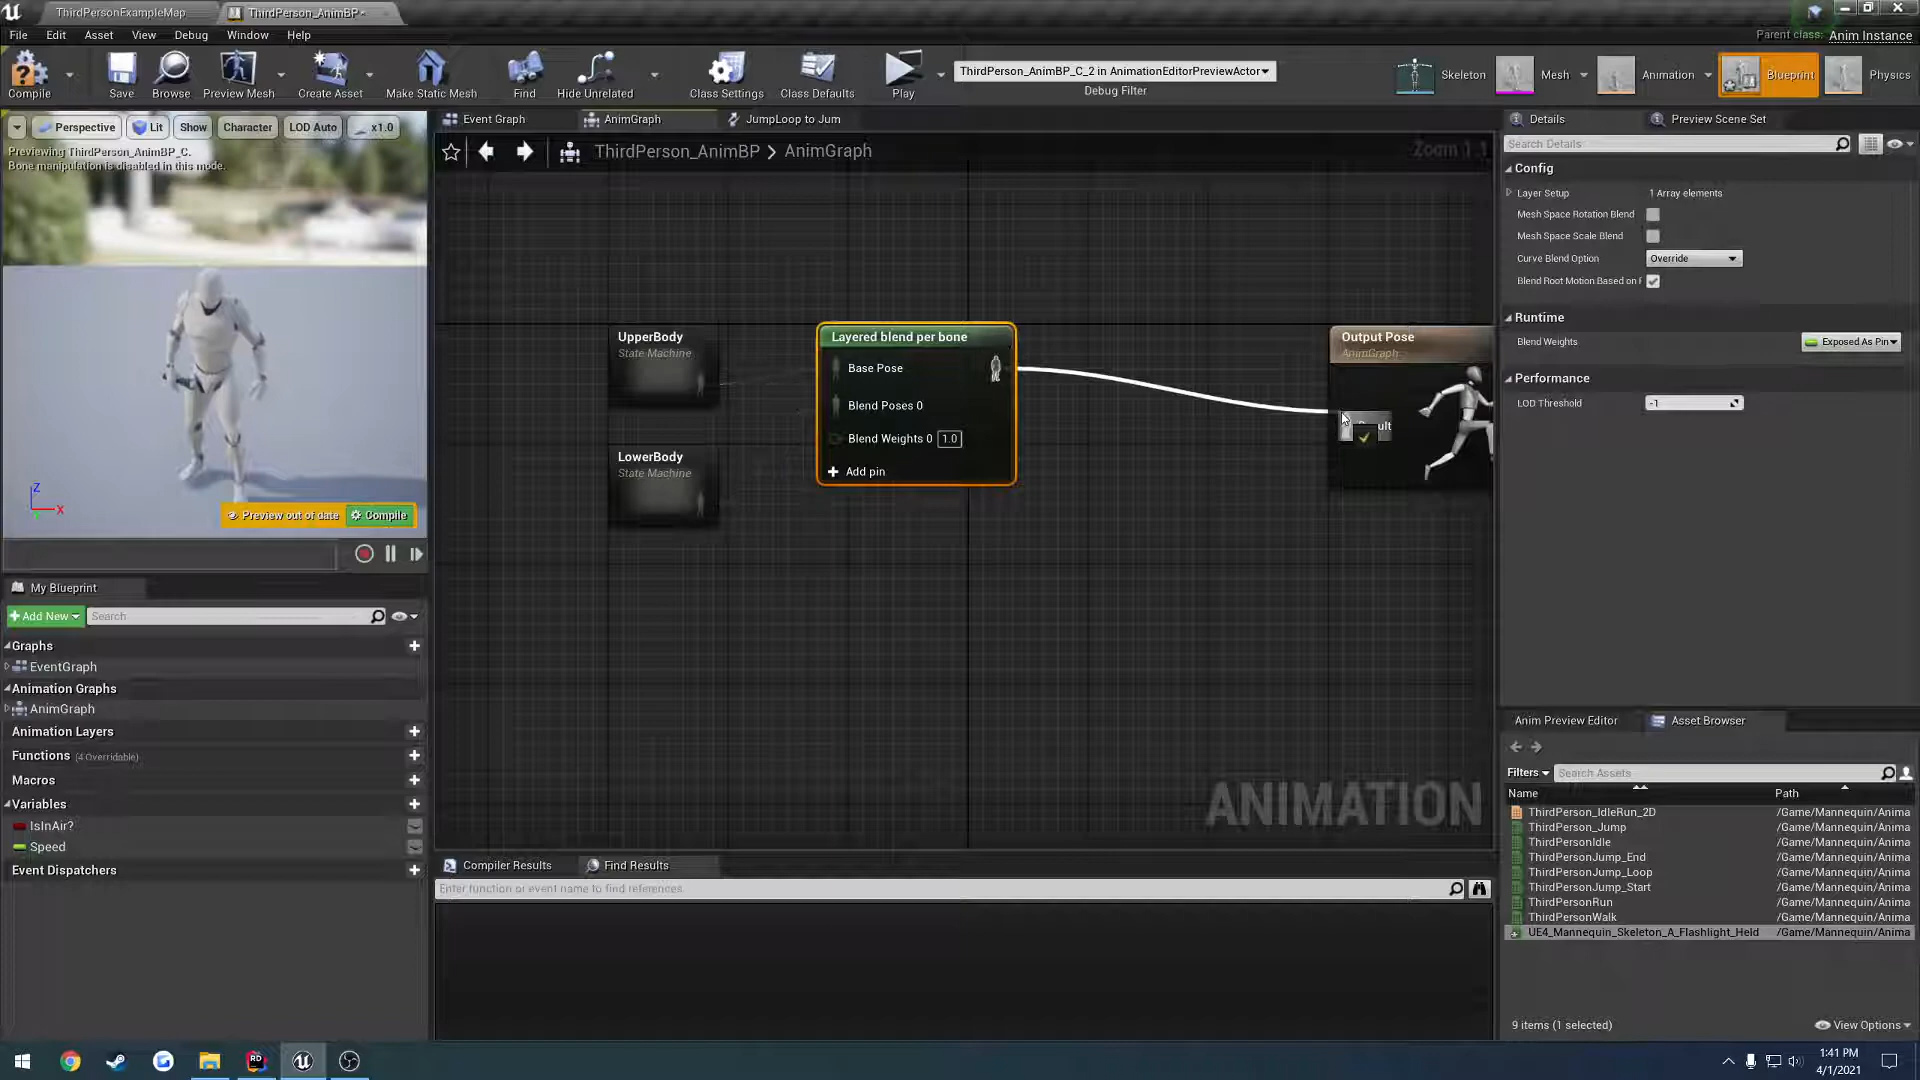 ThirdPersonExampleMap
ThirdPerson_AnimBP•
File Edit Asset View Debug Window Help
Parent class: Anim Instance
Compile Save Browse Preview Mesh Create Asset Make Static Mesh Find Hide Unrelated Class Settings Class Defaults Play
ThirdPerson_AnimBP_C_2 in AnimationEditorPreviewActor
Debug Filter
Skeleton Mesh Animation Blueprint Physics
Perspective Lit Show Character LOD Auto x1.0
Previewing ThirdPerson_AnimBP_C.
Bone manipulation is disabled in this mode.
Z
X
Preview out of date Compile
Event Graph AnimGraph JumpLoop to Jum
ThirdPerson_AnimBP > AnimGraph
Zoom 1:1
UpperBody
State Machine
LowerBody
State Machine
Layered blend per bone
Base Pose
Blend Poses 0
Blend Weights 0 1.0
Add pin
Output Pose
AnimGraph
ANIMATION
My Blueprint
Add New Search
Graphs
EventGraph
Animation Graphs
AnimGraph
Animation Layers
Functions (4 Overridable)
Macros
Variables
IsInAir?
Speed
Event Dispatchers
Compiler Results Find Results
Enter function or event name to find references.
Details Preview Scene Set
Search Details
Config
Layer Setup 1 Array elements
Mesh Space Rotation Blend
Mesh Space Scale Blend
Curve Blend Option Override
Blend Root Motion Based on
Runtime
Blend Weights Exposed As Pin
Performance
LOD Threshold -1
Anim Preview Editor Asset Browser
Filters Search Assets
Name Path
ThirdPerson_IdleRun_2D /Game/Mannequin/Anima
ThirdPerson_Jump /Game/Mannequin/Anima
ThirdPersonIdle /Game/Mannequin/Anima
ThirdPersonJump_End /Game/Mannequin/Anima
ThirdPersonJump_Loop /Game/Mannequin/Anima
ThirdPersonJump_Start /Game/Mannequin/Anima
ThirdPersonRun /Game/Mannequin/Anima
ThirdPersonWalk /Game/Mannequin/Anima
UE4_Mannequin_Skeleton_A_Flashlight_Held /Game/Mannequin/Anima
9 items (1 selected)
View Options
RD
1:41 PM
4/1/2021